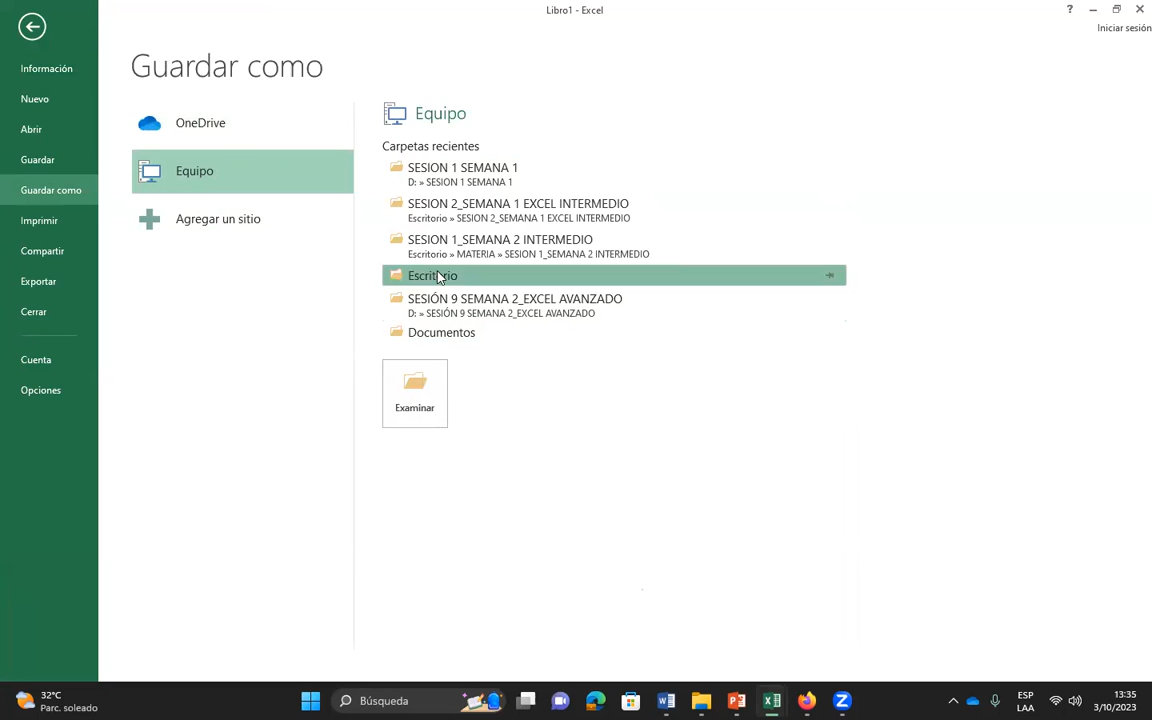 Libro1 - Excel
?
Iniciar sesión
Información
Nuevo
Abrir
Guardar
Guardar como
Imprimir
Compartir
Exportar
Cerrar
Cuenta
Opciones
Guardar como
OneDrive
Equipo
Agregar un sitio
Equipo
Carpetas recientes
SESION 1 SEMANA 1
D: » SESION 1 SEMANA 1
SESION 2_SEMANA 1 EXCEL INTERMEDIO
Escritorio » SESION 2_SEMANA 1 EXCEL INTERMEDIO
SESION 1_SEMANA 2 INTERMEDIO
Escritorio » MATERIA » SESION 1_SEMANA 2 INTERMEDIO
Escritorio
SESIÓN 9 SEMANA 2_EXCEL AVANZADO
D: » SESIÓN 9 SEMANA 2_EXCEL AVANZADO
Documentos
Examinar
32°C
Parc. soleado
Búsqueda
ESP
LAA
13:35
3/10/2023